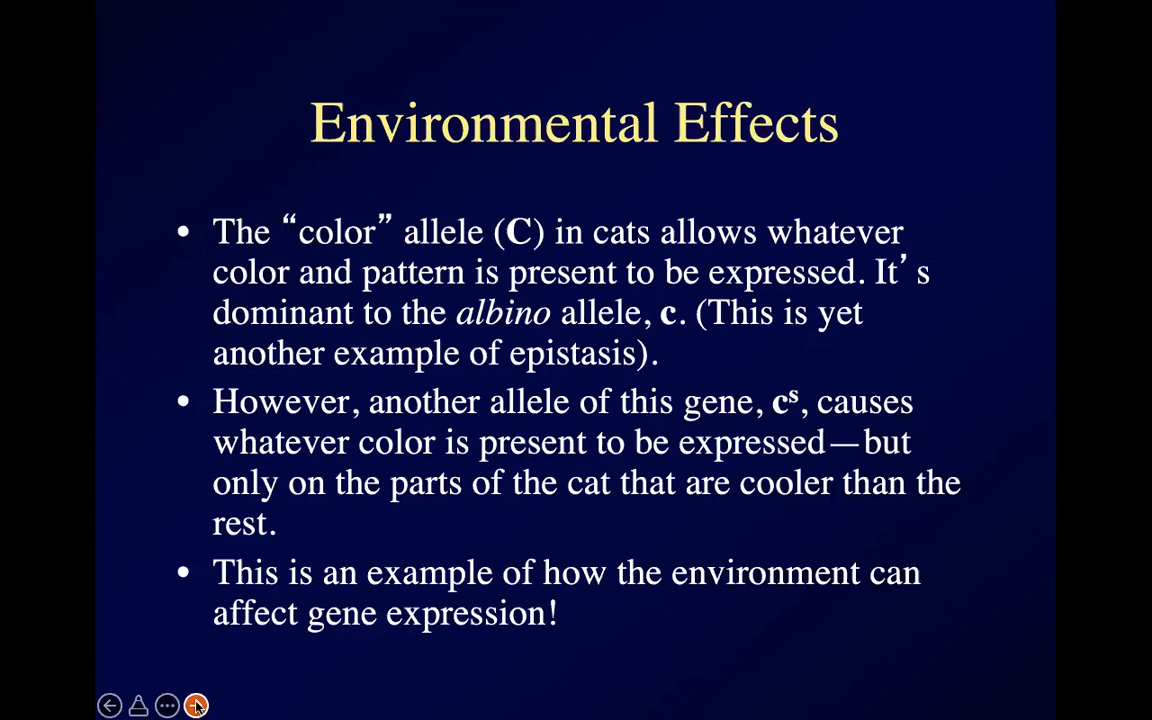 Environmental Effects
• The “color” allele (C) in cats allows whatever
color and pattern is present to be expressed. It’s
dominant to the albino allele, c. (This is yet
another example of epistasis).
• However, another allele of this gene, cˢ, causes
whatever color is present to be expressed—but
only on the parts of the cat that are cooler than the
rest.
• This is an example of how the environment can
affect gene expression!